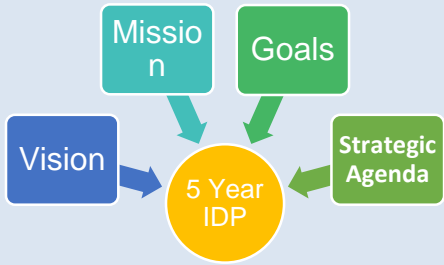 Missio
n
Goals
Vision
Strategic
Agenda
5 Year
IDP